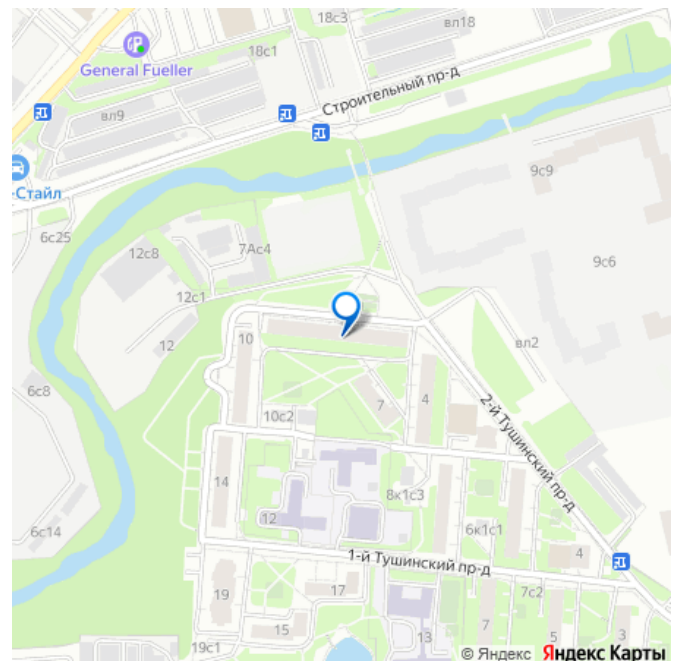 18с3
вл18
18с1
General Fueller
Строительный пр-д
вл9
-Стайл
9с9
6с25
7Ас4
12с8
9с6
12с1
12
10
вл2
6с8
7
4
2-й Тушинский пр-д
10с2
14
8к1с3
12
6с14
6к1с1
1-й Тушинский пр-д
4
19
17
7с2
15
13
7
5
3
19с1
© Яндекс Яндекс Карты